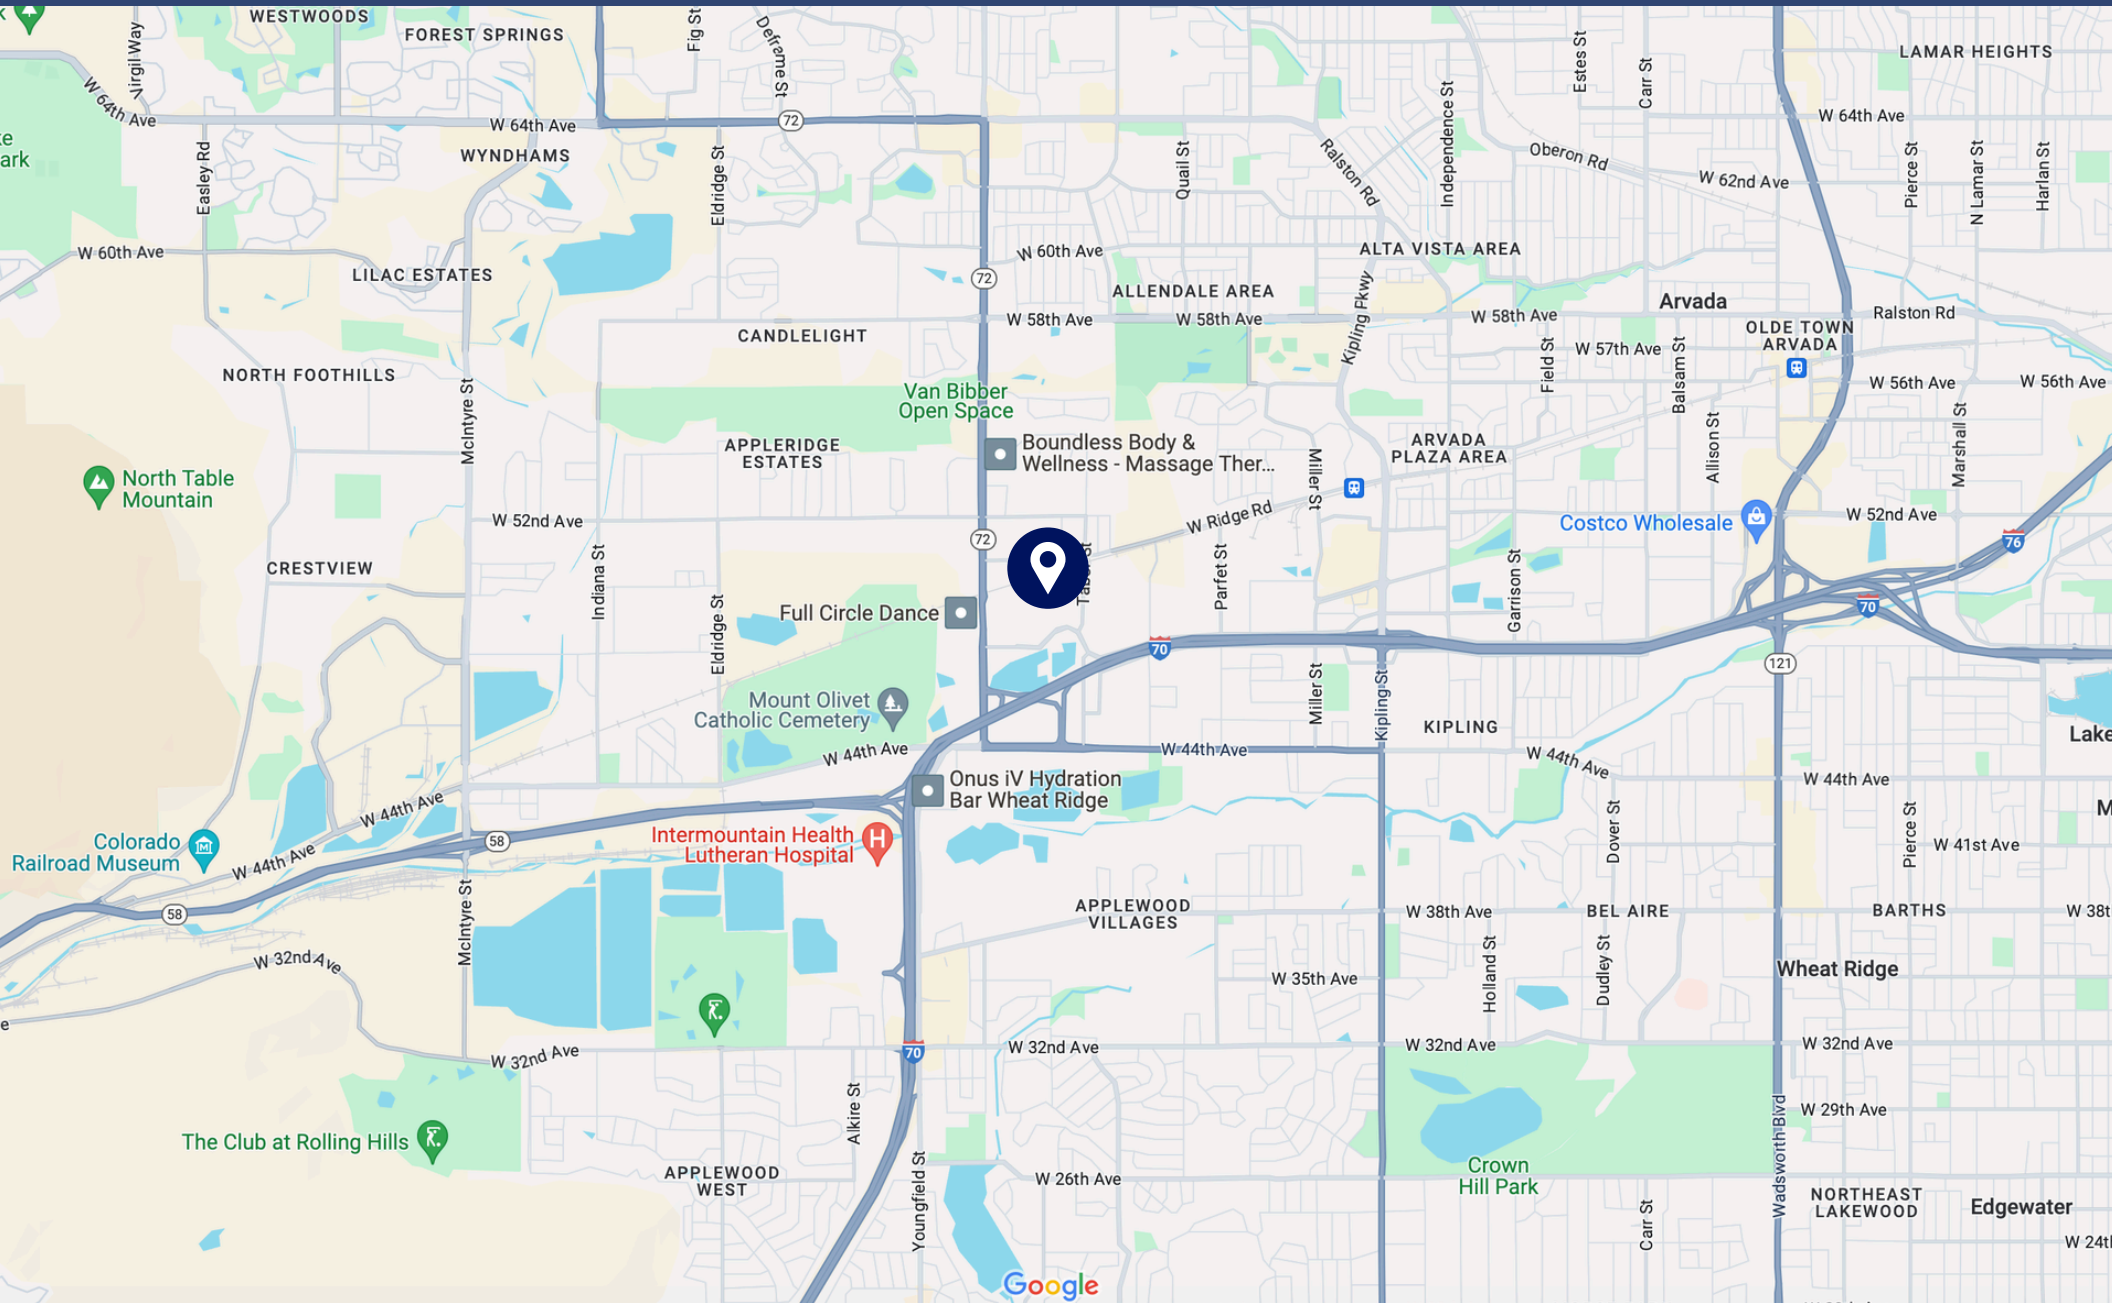 WESTWOODS
FOREST SPRINGS
Virgil Way
Fig St
Deframe St
Estes St
Carr St
LAMAR HEIGHTS
W 64th Ave
W 64th Ave
72
W 64th Ave
WYNDHAMS
Easley Rd
Eldridge St
Quail St
Ralston Rd
Independence St
Oberon Rd
W 62nd Ave
Pierce St
N Lamar St
Harlan St
ark
W 60th Ave
LILAC ESTATES
72
W 60th Ave
ALTA VISTA AREA
ALLENDALE AREA
Arvada
W 58th Ave
W 58th Ave
W 58th Ave
Ralston Rd
Kipling Pkwy
CANDLELIGHT
OLDE TOWN
ARVADA
W 57th Ave
Field St
Balsam St
NORTH FOOTHILLS
W 56th Ave
W 56th Ave
Van Bibber
Open Space
McIntyre St
APPLERIDGE
ESTATES
Boundless Body &
Wellness - Massage Ther...
ARVADA
PLAZA AREA
Allison St
Marshall St
North Table
Mountain
Miller St
W 52nd Ave
W Ridge Rd
Costco Wholesale
W 52nd Ave
72
76
CRESTVIEW
Indiana St
Parfet St
Garrison St
Full Circle Dance
Eldridge St
70
70
121
Mount Olivet
Catholic Cemetery
Miller St
Kipling St
KIPLING
Lake
W 44th Ave
W 44th Ave
W 44th Ave
W 44th Ave
Onus iV Hydration
Bar Wheat Ridge
W 44th Ave
M
Colorado
Railroad Museum
W 44th Ave
58
Intermountain Health
Lutheran Hospital
H
Dover St
Pierce St
W 41st Ave
58
McIntyre St
APPLEWOOD
VILLAGES
W 38th Ave
BEL AIRE
BARTHS
W 38t
W 32nd Ave
W 35th Ave
Holland St
Dudley St
Wheat Ridge
W 32nd Ave
70
W 32nd Ave
W 32nd Ave
W 32nd Ave
Alkire St
W 29th Ave
The Club at Rolling Hills
Wadsworth Blvd
APPLEWOOD
WEST
Youngfield St
W 26th Ave
Crown
Hill Park
Carr St
NORTHEAST
LAKEWOOD
Edgewater
W 24t
Google